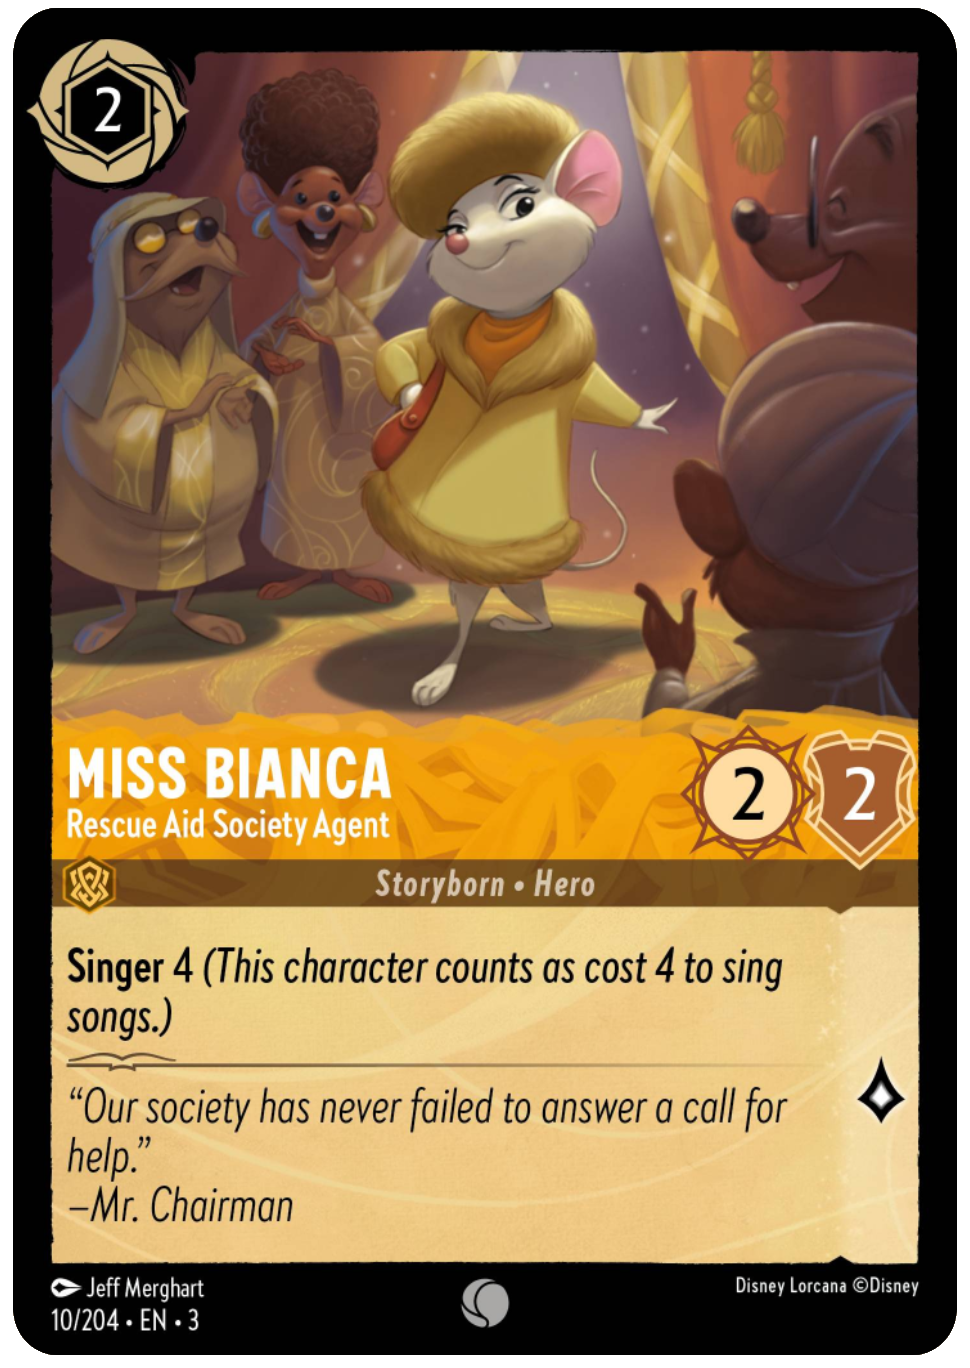 2
MISS BIANCA
Rescue Aid Society Agent
2 2
Storyborn • Hero
Singer 4 (This character counts as cost 4 to sing
songs.)
“Our society has never failed to answer a call for
help.”
–Mr. Chairman
Jeff Merghart
Disney Lorcana ©Disney
10/204 • EN • 3